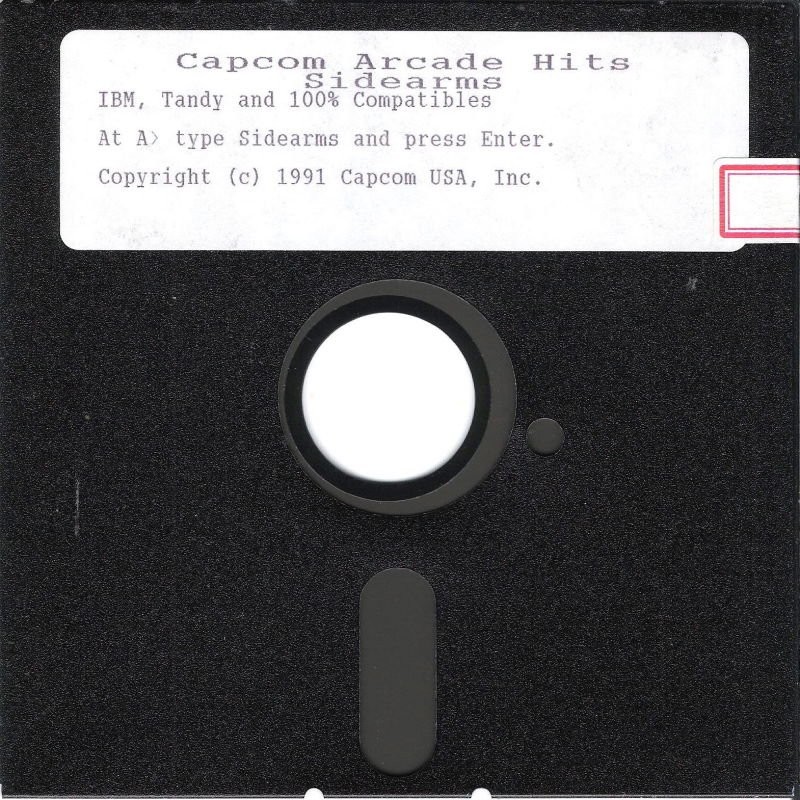 Capcom Arcade Hits
Sidearms
IBM, Tandy and 100% Compatibles
At A> type Sidearms and press Enter.
Copyright (c) 1991 Capcom USA, Inc.